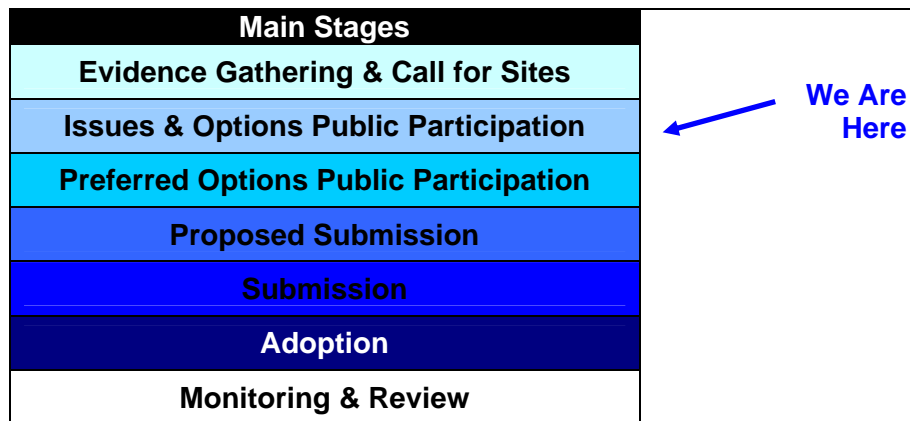 Main Stages
Evidence Gathering & Call for Sites
Issues & Options Public Participation
Preferred Options Public Participation
Proposed Submission
Submission
Adoption
Monitoring & Review
We Are
Here